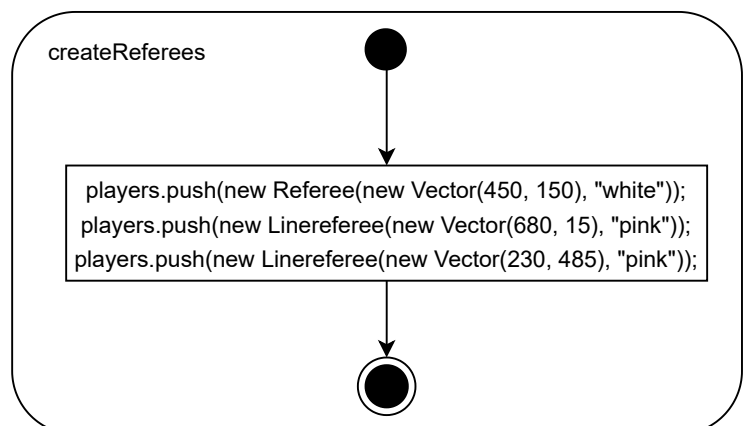 createReferees
players.push(new Referee(new Vector(450, 150), "white"));
players.push(new Linereferee(new Vector(680, 15), "pink"));
players.push(new Linereferee(new Vector(230, 485), "pink"));